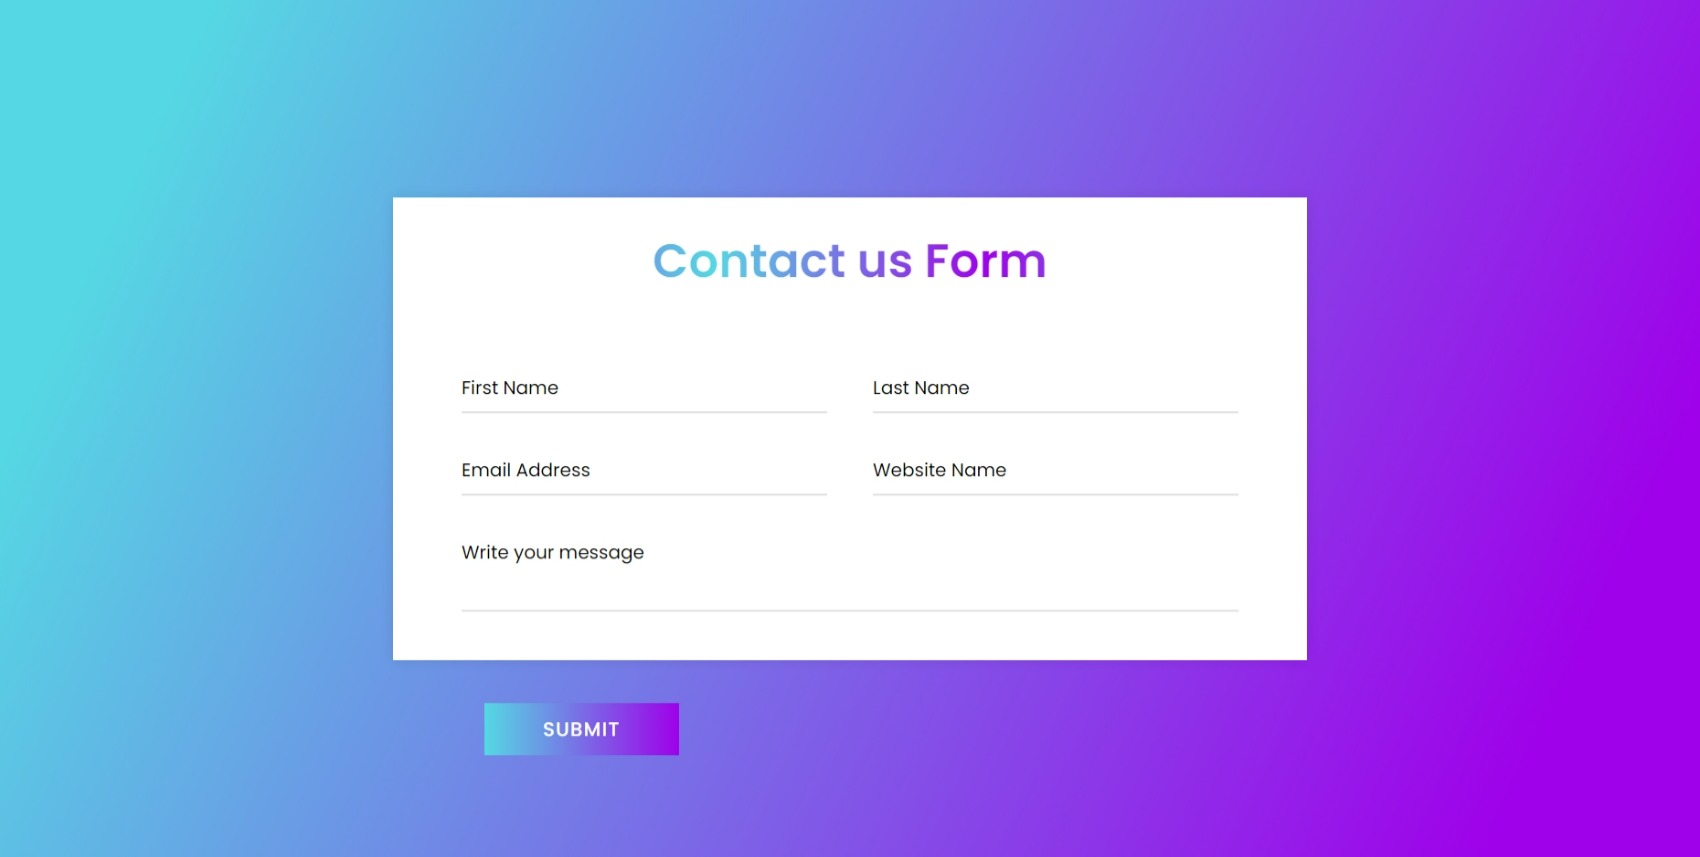 Contact us Form
First Name
Last Name
Email Address
Website Name
Write your message
SUBMIT